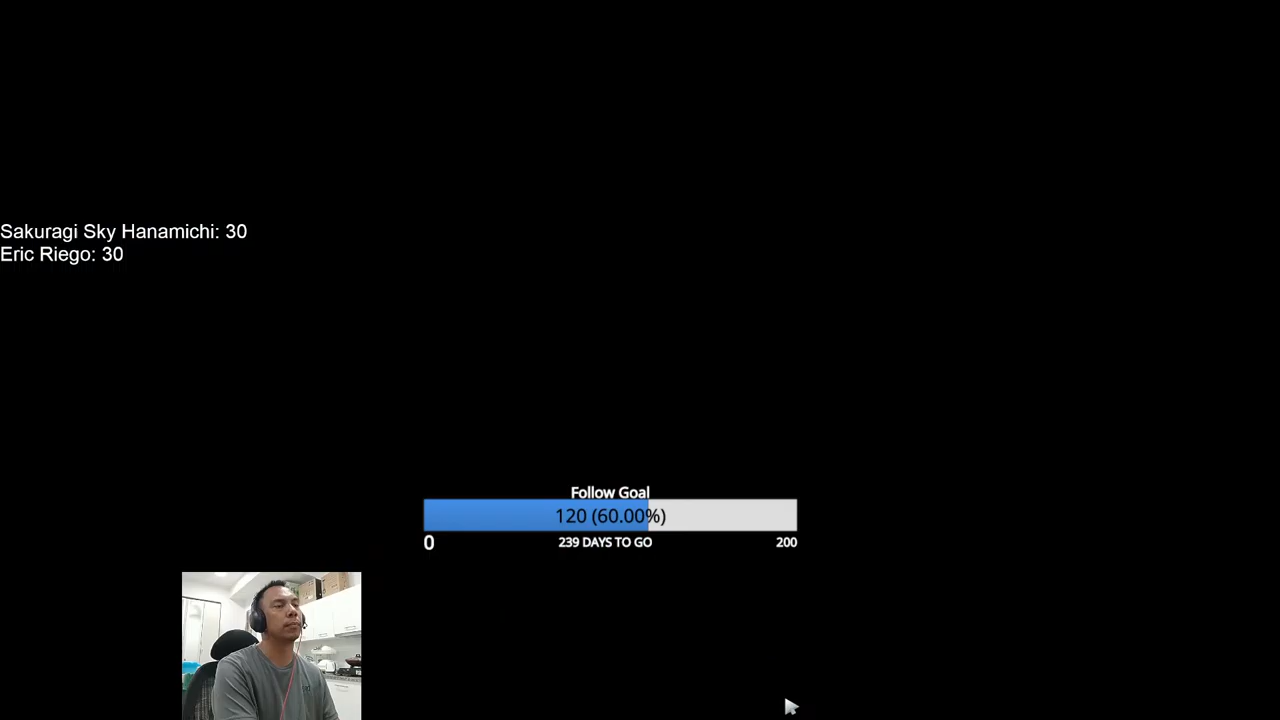 Sakuragi Sky Hanamichi: 30
Eric Riego: 30
Follow Goal
120 (60.00%)
0 239 DAYS TO GO 200